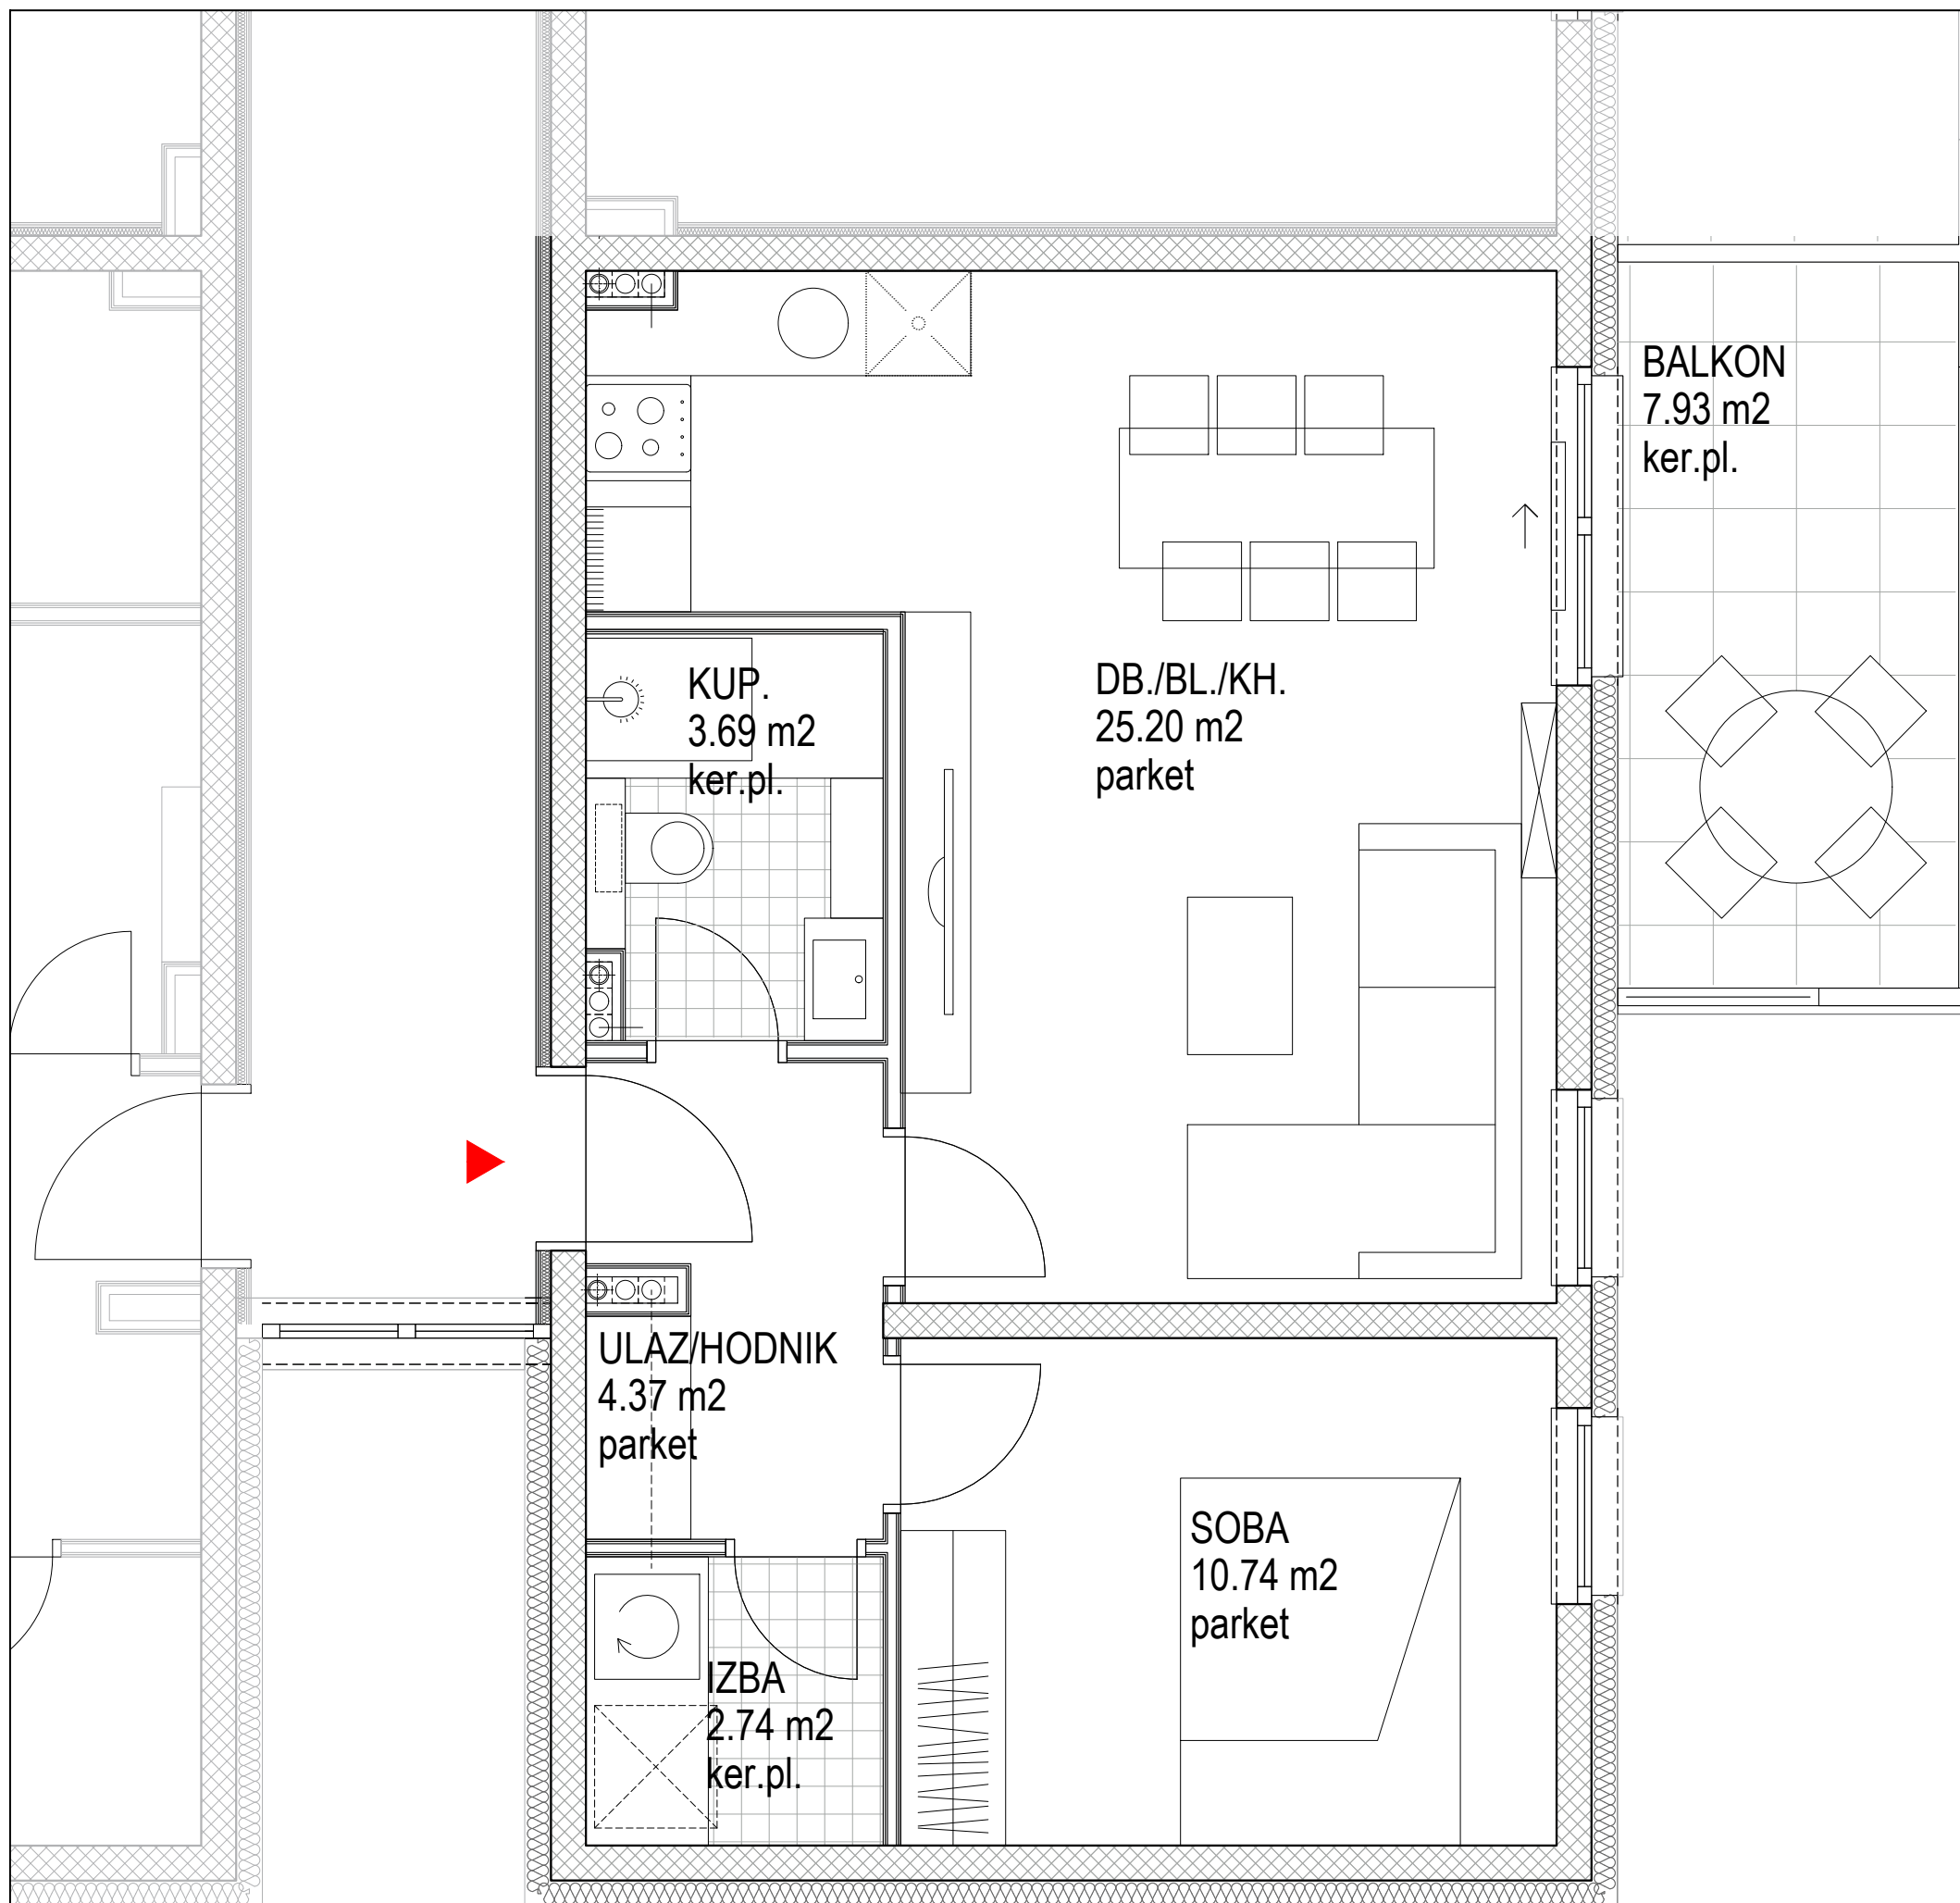 BALKON
7.93 m2
ker.pl.
KUP.
3.69 m2
ker.pl.
DB./BL./KH.
25.20 m2
parket
ULAZ/HODNIK
4.37 m2
parket
SOBA
10.74 m2
parket
IZBA
2.74 m2
ker.pl.